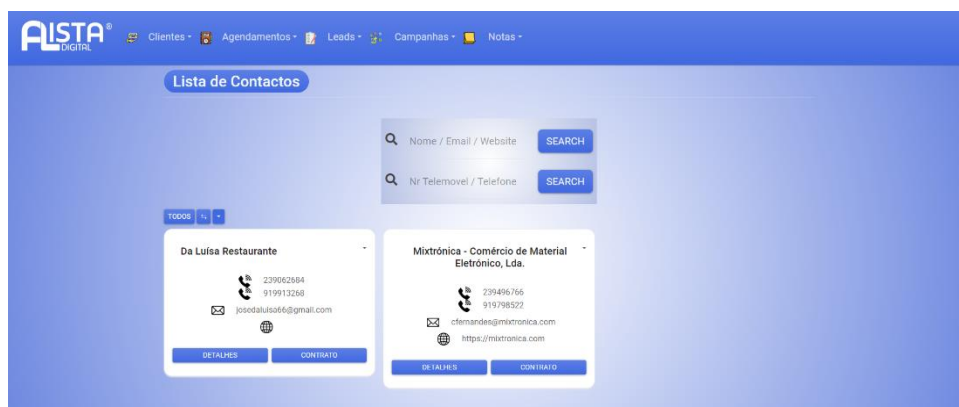 ALISTA®
DIGITAL
Clientes Agendamentos Leads Campanhas Notas
Lista de Contactos
Nome / Email / Website SEARCH
Nr Telemovel / Telefone SEARCH
TODOS
Da Luísa Restaurante
239062684
919913268
josedaluisa66@gmail.com
DETALHES CONTRATO
Mixtrónica - Comércio de Material
Eletrónico, Lda.
239496766
919798522
cfernandes@mixtronica.com
https://mixtronica.com
DETALHES CONTRATO